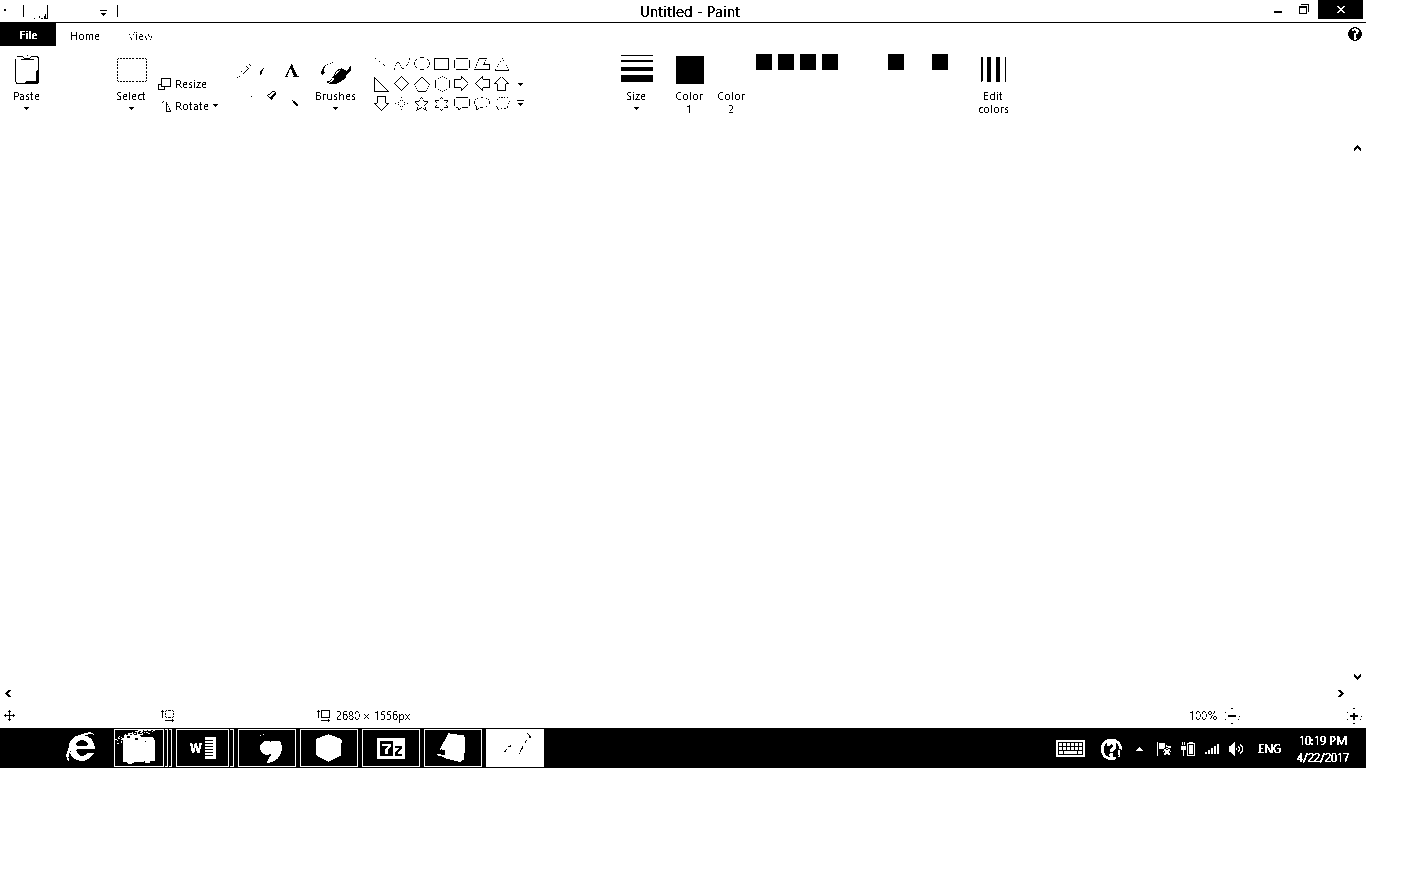 Untitled - Paint
File Home View
Paste
Select
Resize
Rotate
A
Brushes
Size
Color 1
Color 2
Edit colors
2680 × 1556px
100%
W
7z
ENG
10:19 PM
4/22/2017